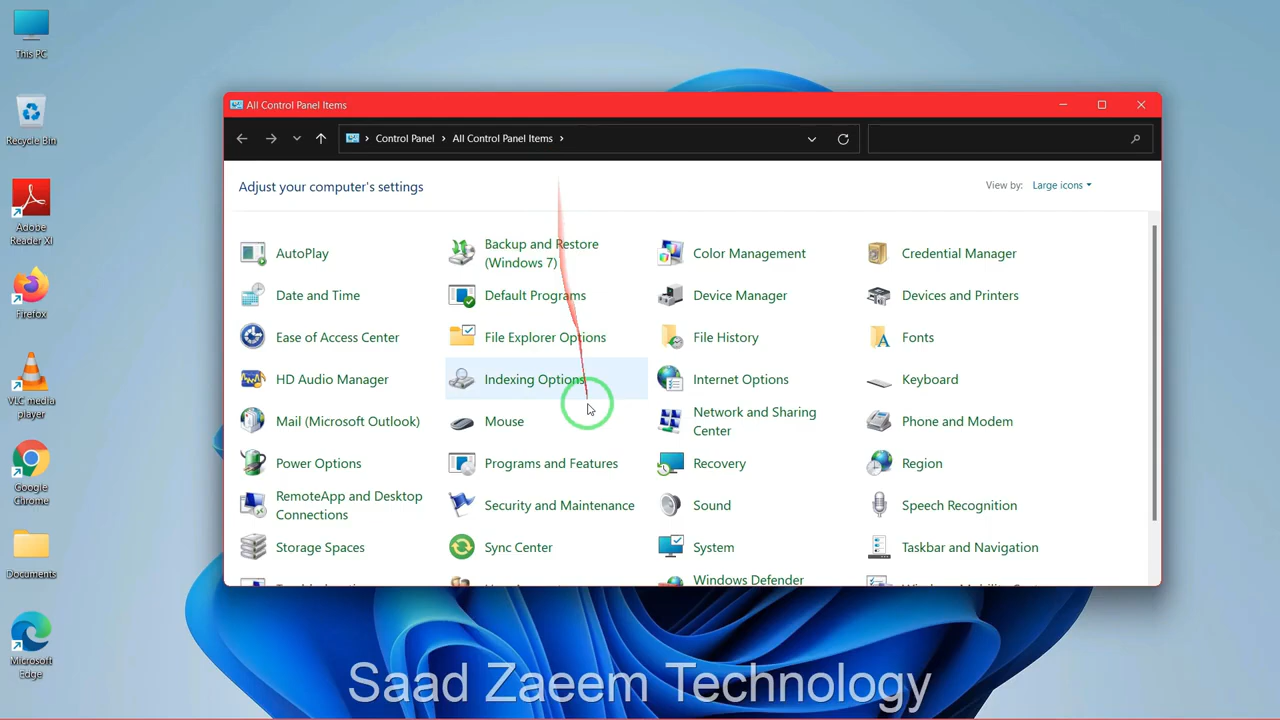 This PC
Recycle Bin
Adobe
Reader XI
Firefox
VLC media
player
Google
Chrome
Documents
Microsoft
Edge
All Control Panel Items
Control Panel
All Control Panel Items
Adjust your computer's settings
View by: Large icons
AutoPlay
Backup and Restore
(Windows 7)
Color Management
Credential Manager
Date and Time
Default Programs
Device Manager
Devices and Printers
Ease of Access Center
File Explorer Options
File History
Fonts
HD Audio Manager
Indexing Options
Internet Options
Keyboard
Mail (Microsoft Outlook)
Mouse
Network and Sharing
Center
Phone and Modem
Power Options
Programs and Features
Recovery
Region
RemoteApp and Desktop
Connections
Security and Maintenance
Sound
Speech Recognition
Storage Spaces
Sync Center
System
Taskbar and Navigation
Windows Defender
Saad Zaeem Technology